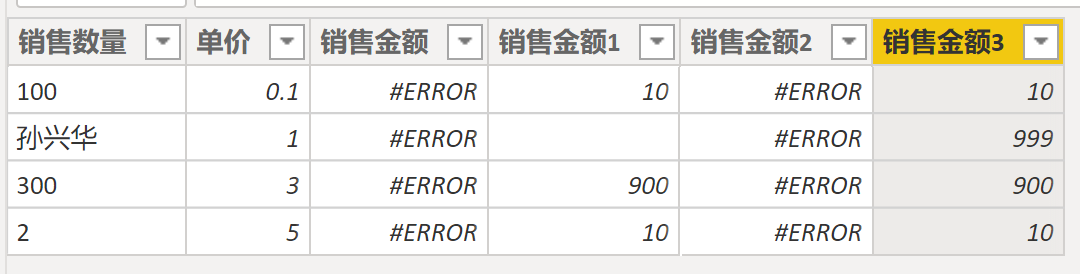 销售数量 单价 销售金额 销售金额1 销售金额2 销售金额3
100 0.1 #ERROR 10 #ERROR 10
孙兴华 1 #ERROR #ERROR 999
300 3 #ERROR 900 #ERROR 900
2 5 #ERROR 10 #ERROR 10